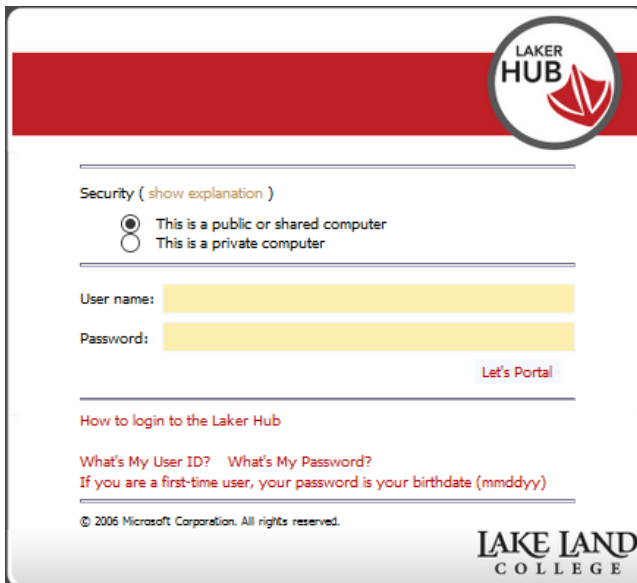 LAKER
HUB
Security ( show explanation )
This is a public or shared computer
This is a private computer
User name:
Password:
Let's Portal
How to login to the Laker Hub
What's My User ID? What's My Password?
If you are a first-time user, your password is your birthdate (mmddyy)
© 2006 Microsoft Corporation. All rights reserved.
LAKE LAND
COLLEGE